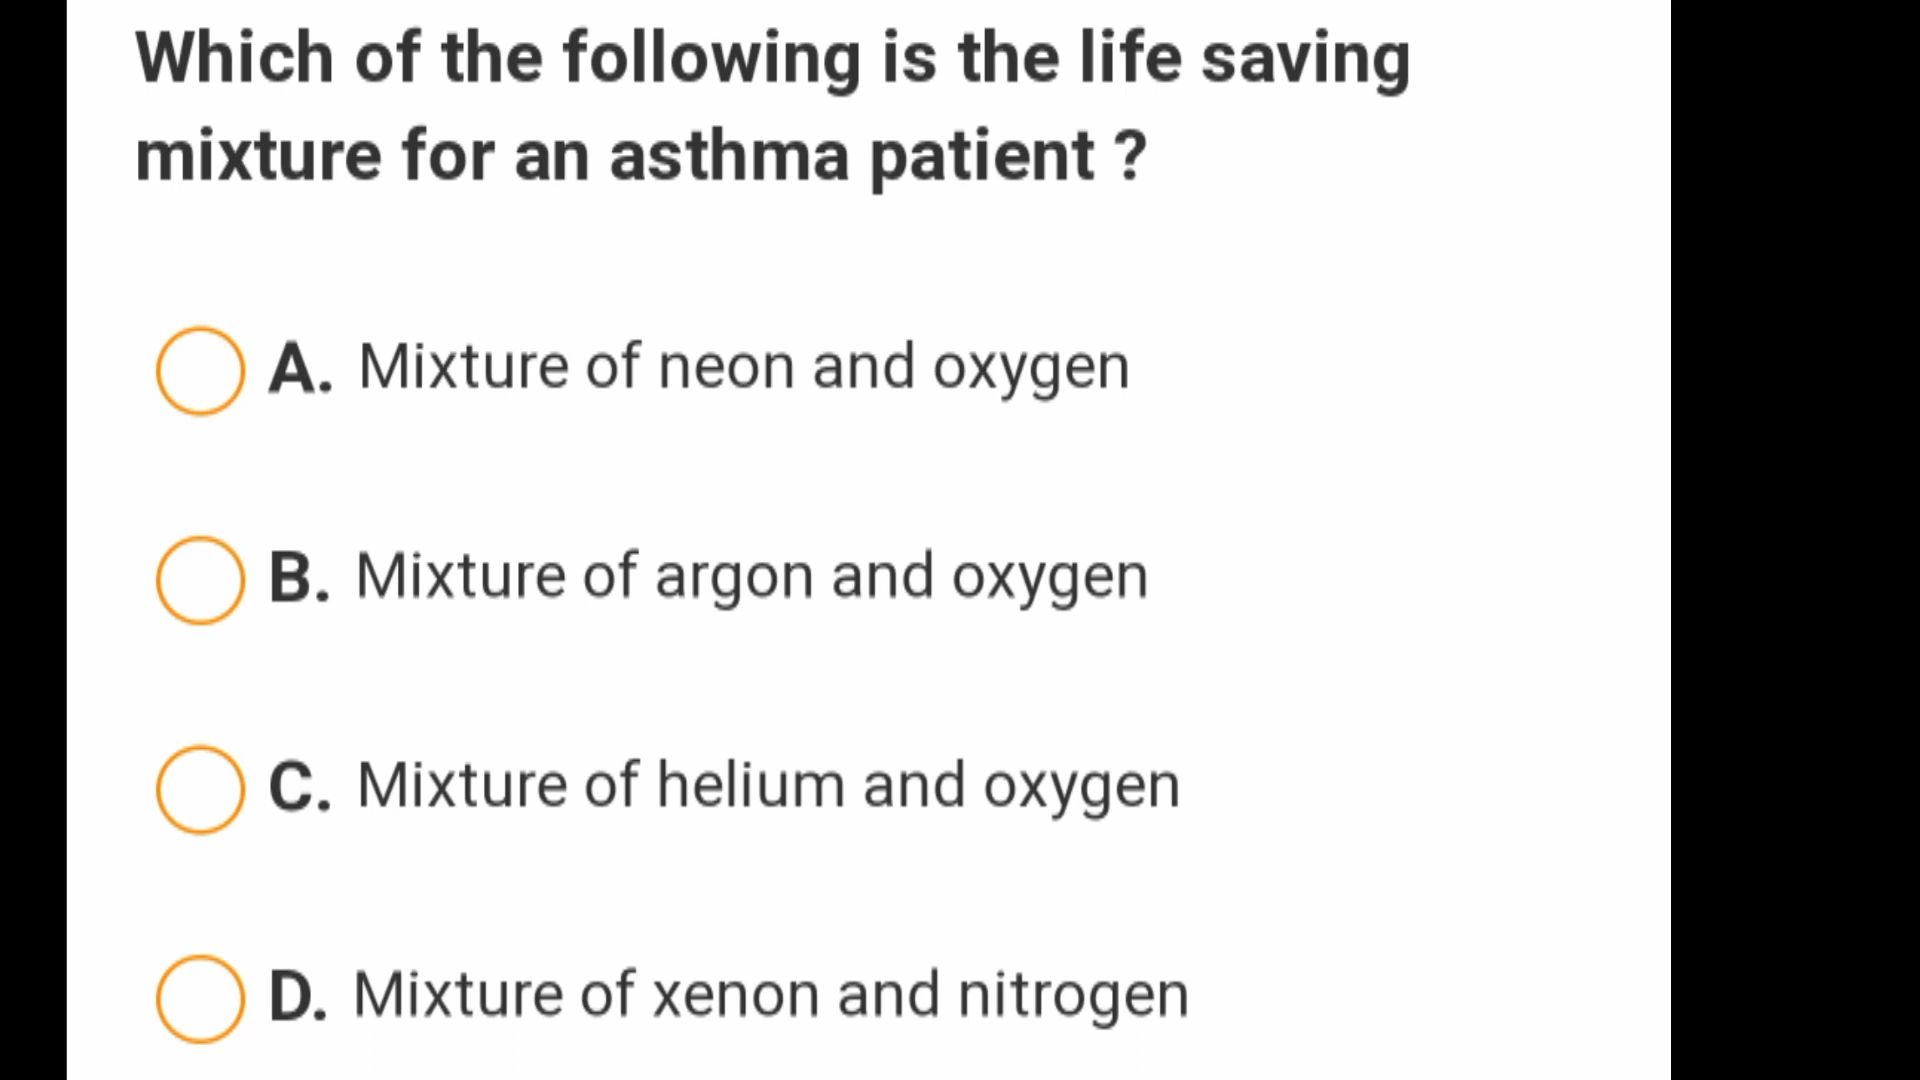 Which of the following is the life saving
mixture for an asthma patient ?
A. Mixture of neon and oxygen
B. Mixture of argon and oxygen
C. Mixture of helium and oxygen
D. Mixture of xenon and nitrogen